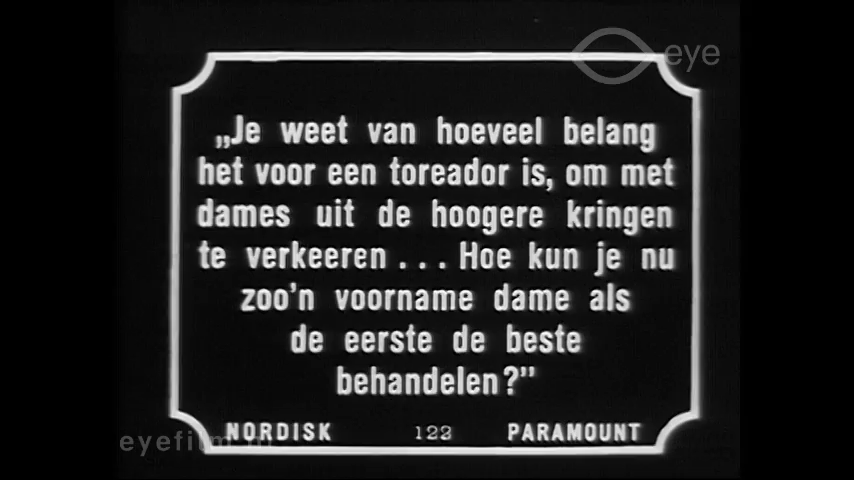 eye
„Je weet van hoeveel belang
het voor een toreador is, om met
dames uit de hoogere kringen
te verkeeren... Hoe kun je nu
zoo'n voorname dame als
de eerste de beste
behandelen?”
NORDISK 123 PARAMOUNT
eyefilm.nl